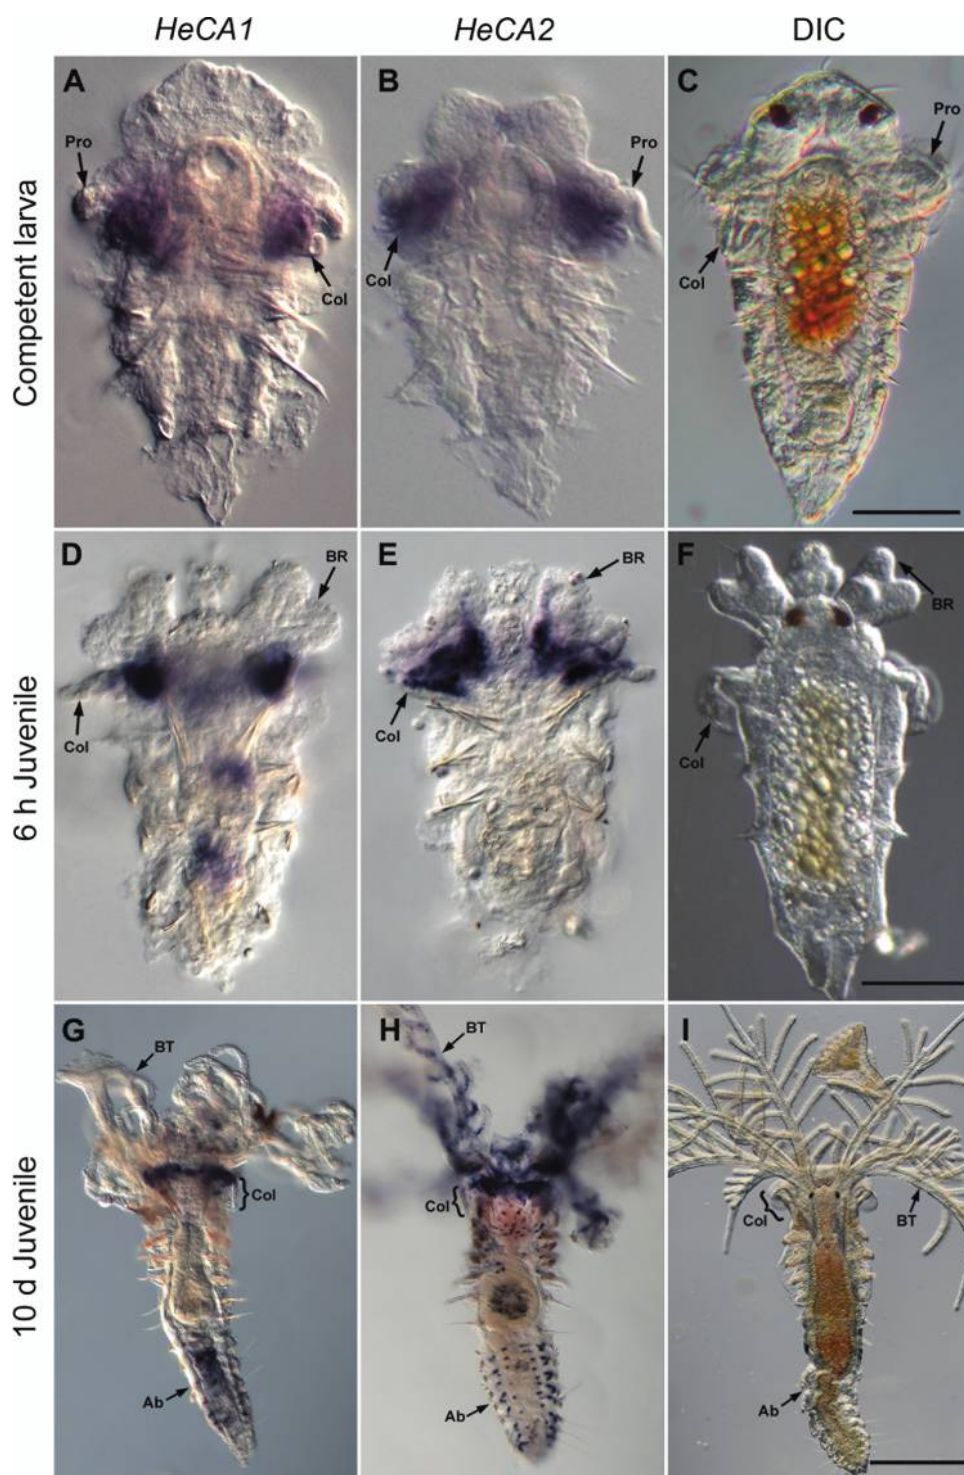 HeCA1 HeCA2 DIC
Competent larva
A
Pro
Col
B
Pro
Col
C
Pro
Col
6 h Juvenile
D
BR
Col
E
BR
Col
F
BR
Col
10 d Juvenile
G
BT
Col
Ab
H
BT
Col
Ab
I
Col
BT
Ab